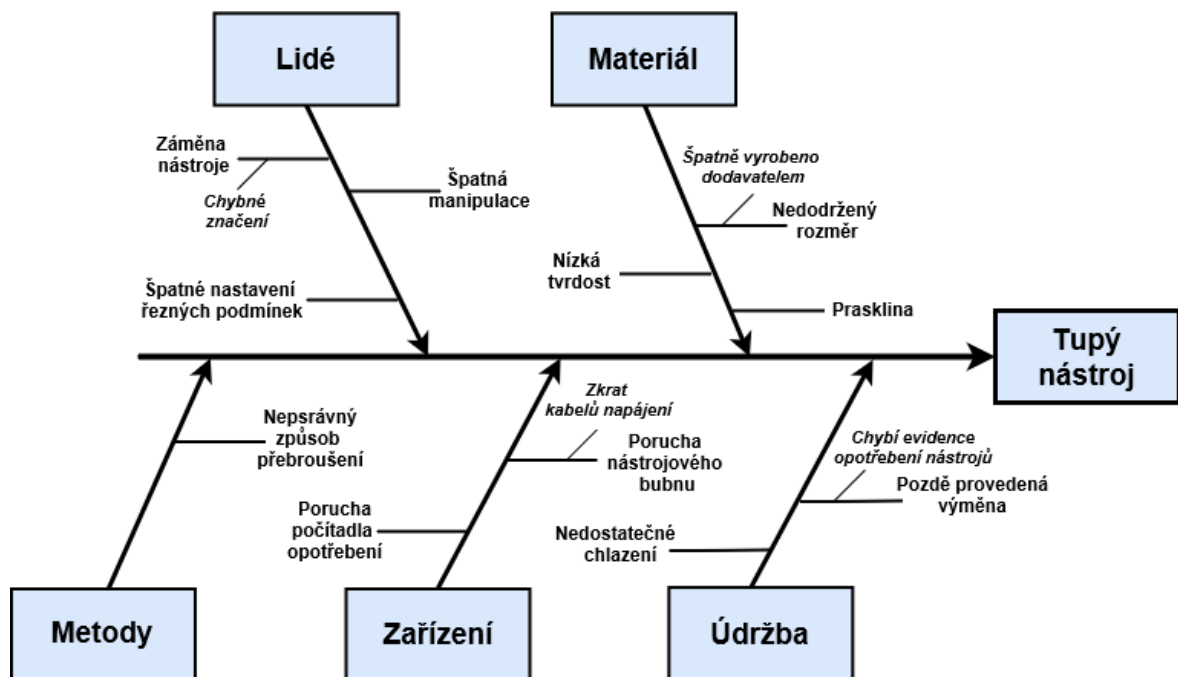 Lidé
Materiál
Záměna
nástroje
Chybné
značení
Špatná
manipulace
Špatné nastavení
řezných podmínek
Špatně vyrobeno
dodavatelem
Nedodržený
rozměr
Nízká
tvrdost
Prasklina
Tupý
nástroj
Nepsrávný
způsob
přebroušení
Zkrat
kabelů napájení
Porucha
nástrojového
bubnu
Porucha
počítadla
opotřebení
Chybí evidence
opotřebení nástrojů
Pozdě provedená
výměna
Nedostatečné
chlazení
Metody
Zařízení
Údržba